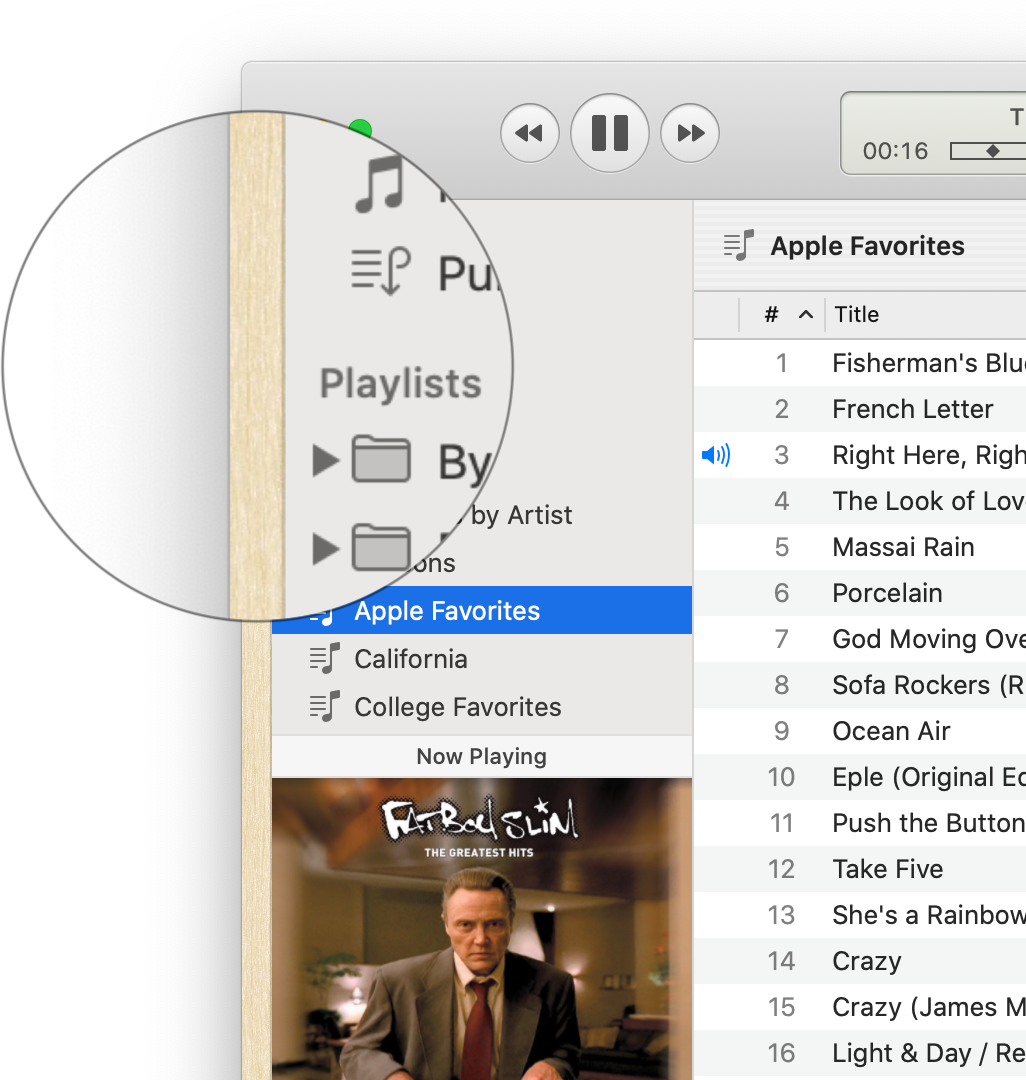 T
00:16
Pu
Playlists
By
by Artist
ons
Apple Favorites
California
College Favorites
Now Playing
FATBOY SLIM
THE GREATEST HITS
Apple Favorites
# Title
1 Fisherman's Blu
2 French Letter
3 Right Here, Righ
4 The Look of Lov
5 Massai Rain
6 Porcelain
7 God Moving Ove
8 Sofa Rockers (R
9 Ocean Air
10 Eple (Original Ed
11 Push the Button
12 Take Five
13 She's a Rainbow
14 Crazy
15 Crazy (James M
16 Light & Day / Re